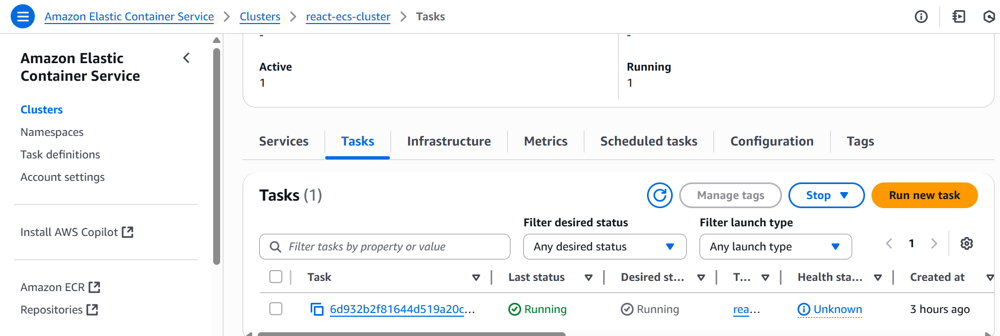 Amazon Elastic Container Service > Clusters > react-ecs-cluster > Tasks
Amazon Elastic
Container Service
Clusters
Namespaces
Task definitions
Account settings
Install AWS Copilot
Amazon ECR
Repositories
- -
Active Running
1 1
Services Tasks Infrastructure Metrics Scheduled tasks Configuration Tags
Tasks (1) Manage tags Stop Run new task
Filter desired status Filter launch type
Filter tasks by property or value Any desired status Any launch type 1
Task Last status Desired st... T... Health sta... Created at
6d932b2f81644d519a20c... Running Running rea... Unknown 3 hours ago